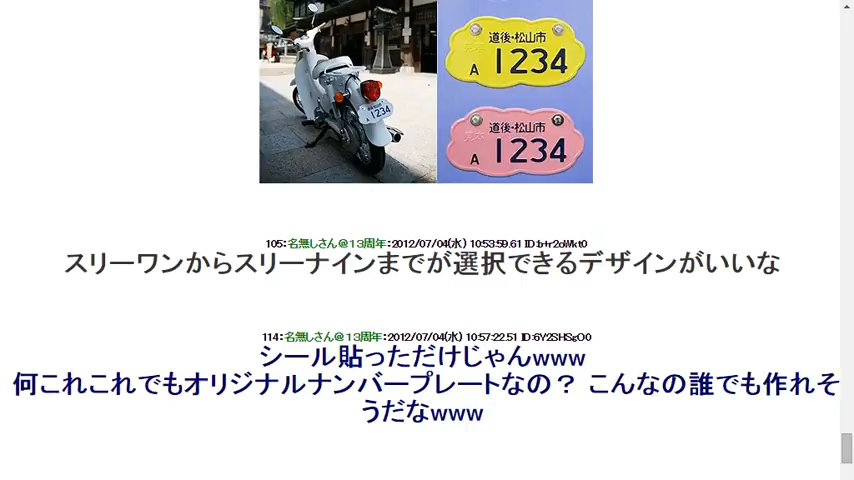 道後・松山市
A 1234
道後・松山市
A 1234
1234
105:名無しさん@13周年:2012/07/04(水) 10:53:59.61 ID:tr+r2oWkt0
スリーワンからスリーナインまでが選択できるデザインがいいな
114:名無しさん@13周年:2012/07/04(水) 10:57:22.51 ID:6Y2SHSgO0
シール貼っただけじゃんwww
何これこれでもオリジナルナンバープレートなの? こんなの誰でも作れそ
うだなwww